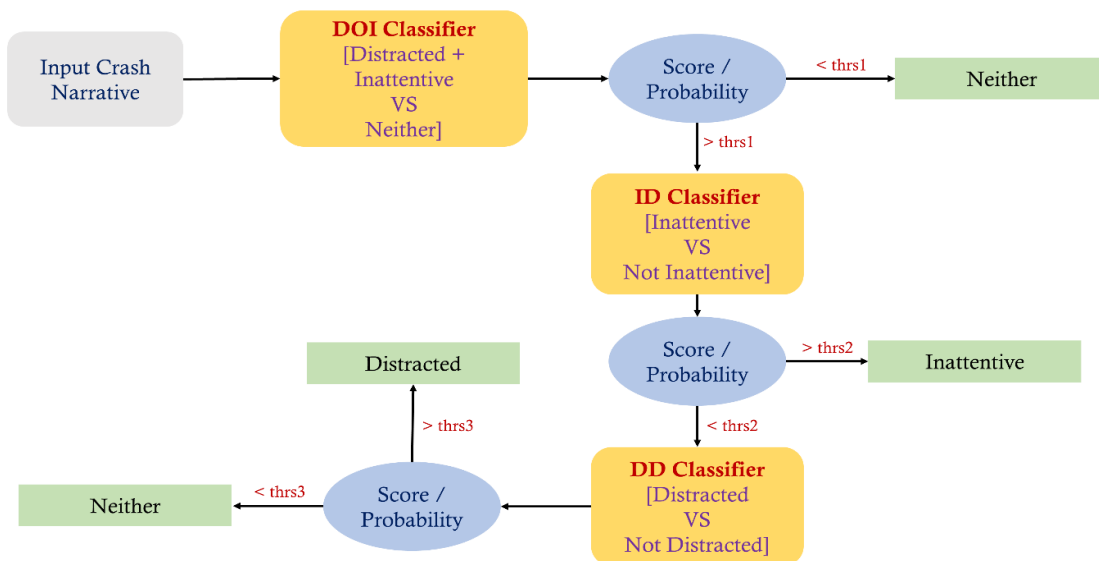 Input Crash
Narrative
DOI Classifier
[Distracted +
Inattentive
VS
Neither]
Score /
Probability
< thrs1
Neither
> thrs1
ID Classifier
[Inattentive
VS
Not Inattentive]
Score /
Probability
> thrs2
Inattentive
< thrs2
DD Classifier
[Distracted
VS
Not Distracted]
Score /
Probability
> thrs3
Distracted
< thrs3
Neither